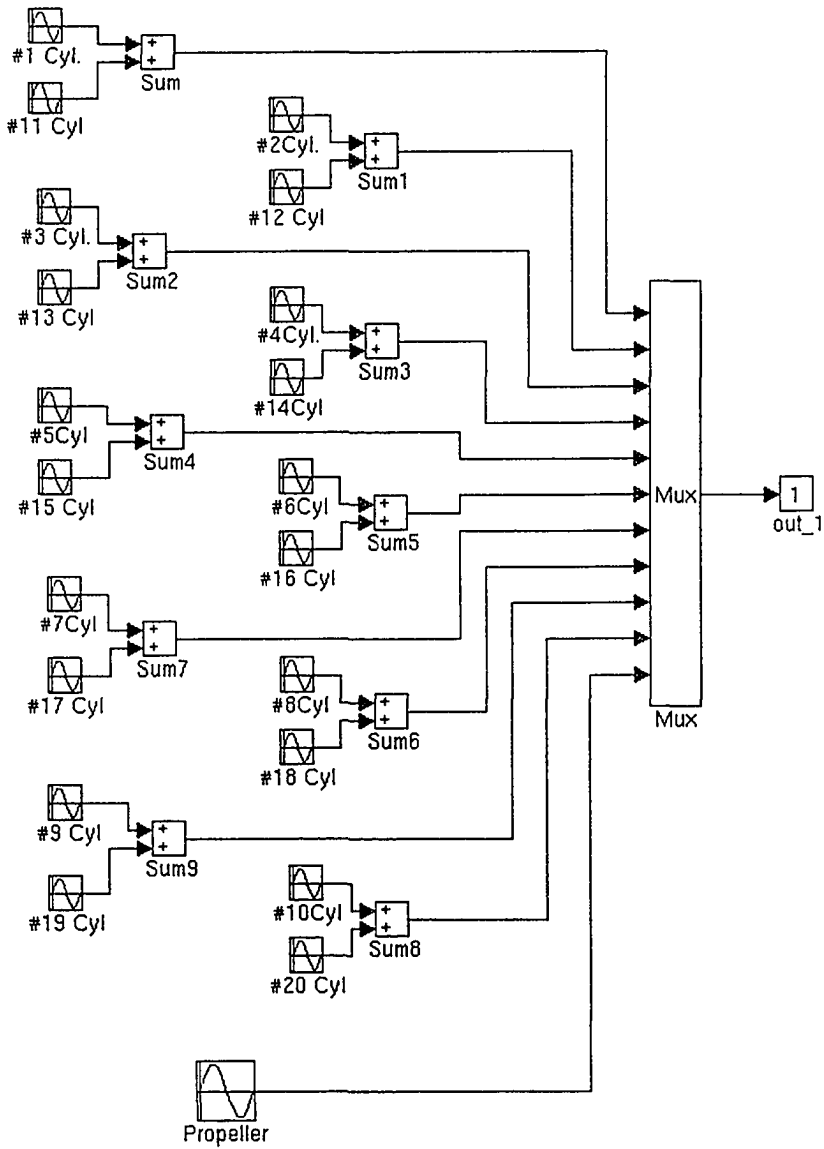 #1 Cyl.
+
+
Sum
#11 Cyl
#2Cyl.
+
+
Sum1
#12 Cyl
#3 Cyl.
+
+
Sum2
#13 Cyl
#4Cyl.
+
+
Sum3
#14Cyl
#5Cyl
+
+
Sum4
#15 Cyl
#6Cyl
+
+
Sum5
#16 Cyl
Mux
1
out_1
#7Cyl
+
+
Sum7
#17 Cyl
#8Cyl
+
+
Sum6
#18 Cyl
Mux
#9 Cyl
+
+
Sum9
#19 Cyl
#10Cyl
+
+
Sum8
#20 Cyl
Propeller